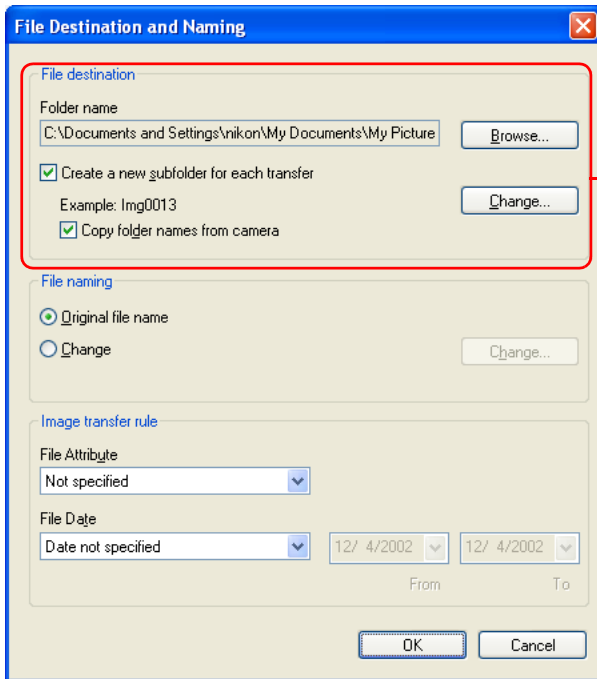 File Destination and Naming
File destination
Folder name
C:\Documents and Settings\nikon\My Documents\My Picture
Browse...
Create a new subfolder for each transfer
Example: Img0013
Change...
Copy folder names from camera
File naming
Original file name
Change
Change...
Image transfer rule
File Attribute
Not specified
File Date
Date not specified
12/ 4/2002
12/ 4/2002
From
To
OK
Cancel